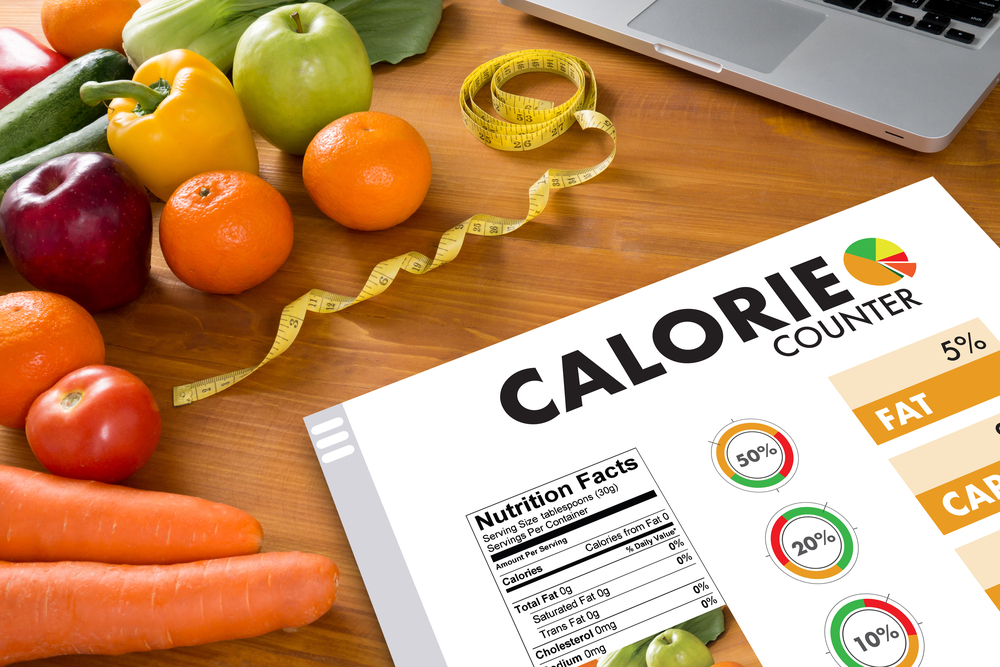 CALORIE
COUNTER
5%
FAT
50%
20%
10%
Nutrition Facts
Serving Size tablespoons (30g)
Servings Per Container
Amount Per Serving
Calories
Calories from Fat 0
% Daily Value*
Total Fat 0g
0%
Saturated Fat 0g
0%
Trans Fat 0g
Cholesterol 0mg
0%
0mg
0%